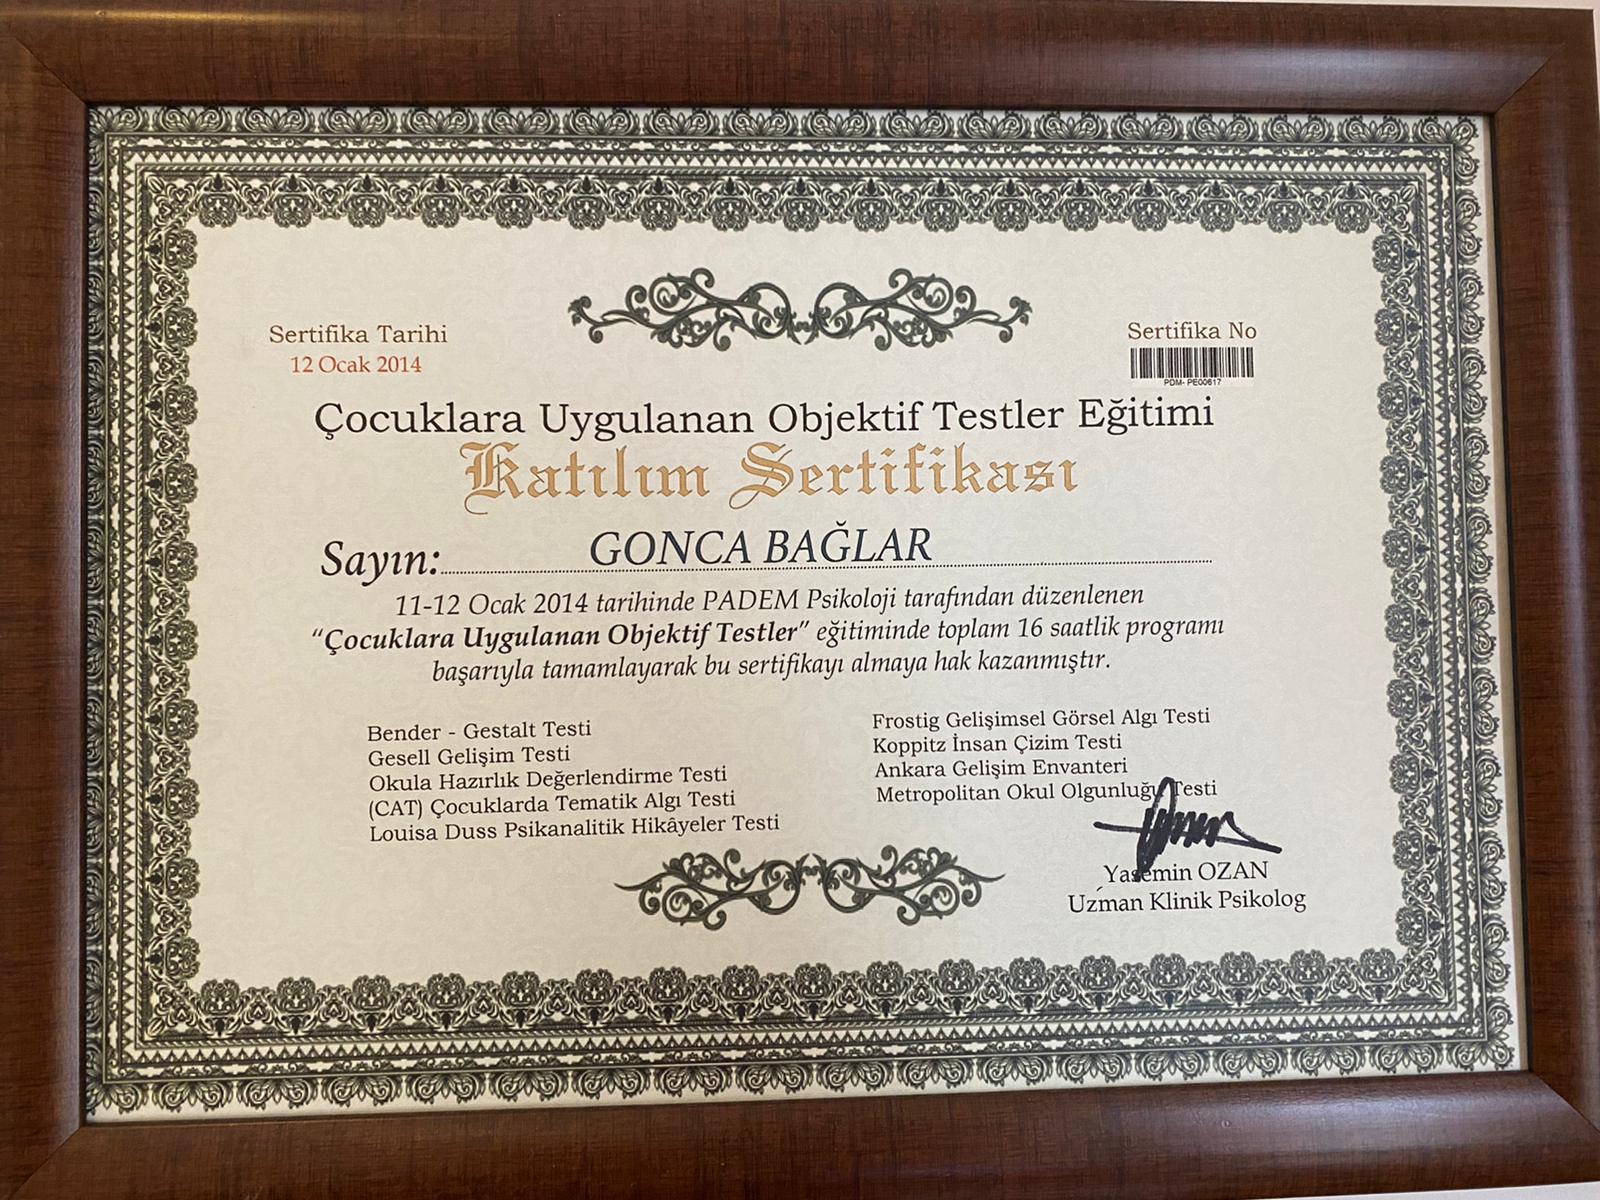 Sertifika Tarihi
12 Ocak 2014
Sertifika No
PDM- PE00617
Çocuklara Uygulanan Objektif Testler Eğitimi
Katılım Sertifikası
Sayın: GONCA BAĞLAR
11-12 Ocak 2014 tarihinde PADEM Psikoloji tarafından düzenlenen
“Çocuklara Uygulanan Objektif Testler” eğitiminde toplam 16 saatlik programı
başarıyla tamamlayarak bu sertifikayı almaya hak kazanmıştır.
Bender - Gestalt Testi
Gesell Gelişim Testi
Okula Hazırlık Değerlendirme Testi
(CAT) Çocuklarda Tematik Algı Testi
Louisa Duss Psikanalitik Hikâyeler Testi
Frostig Gelişimsel Görsel Algı Testi
Koppitz İnsan Çizim Testi
Ankara Gelişim Envanteri
Metropolitan Okul Olgunluğu Testi
Yasemin OZAN
Uzman Klinik Psikolog